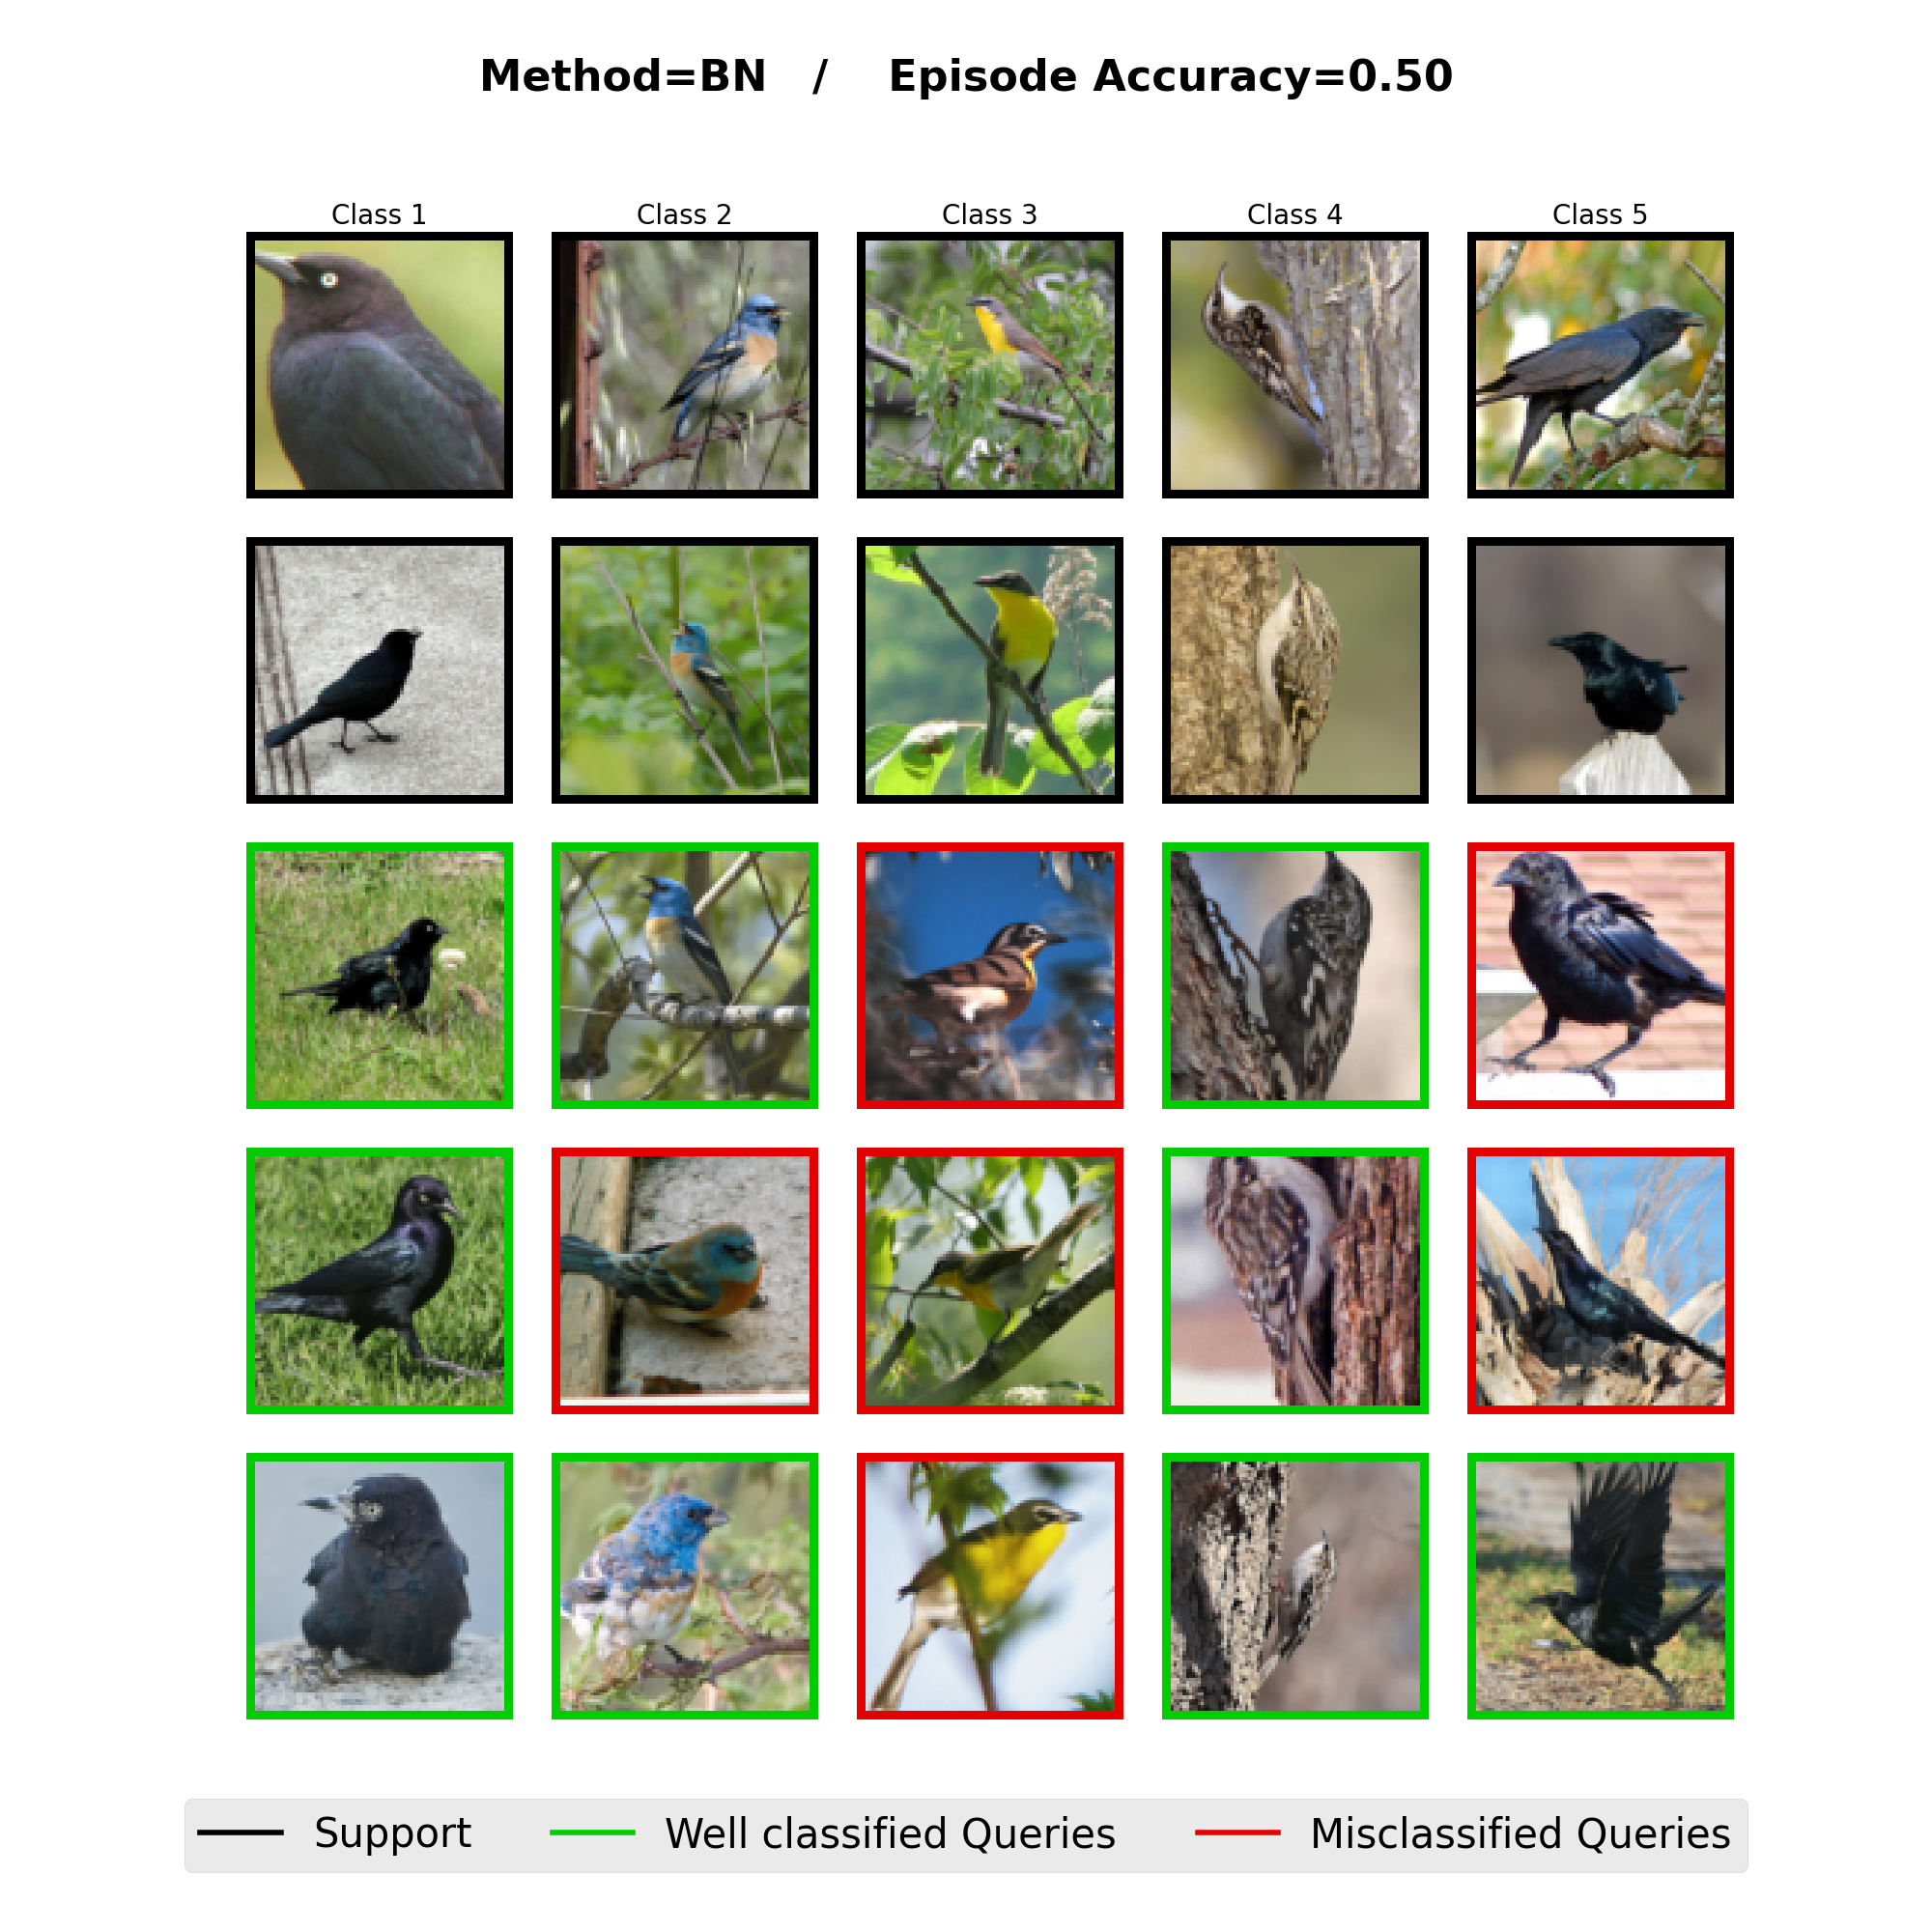 Method=BN / Episode Accuracy=0.50
Class 1 Class 2 Class 3 Class 4 Class 5
Support Well classified Queries Misclassified Queries